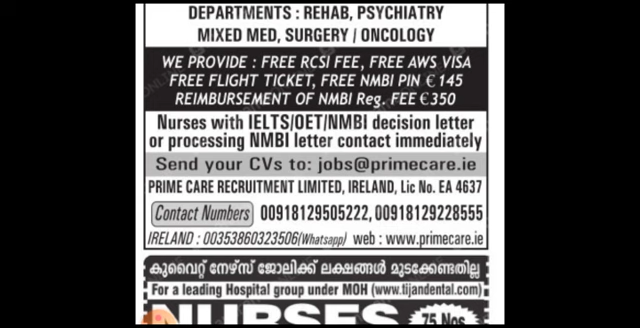 DEPARTMENTS : REHAB, PSYCHIATRY
MIXED MED, SURGERY / ONCOLOGY
WE PROVIDE : FREE RCSI FEE, FREE AWS VISA
FREE FLIGHT TICKET, FREE NMBI PIN €145
REIMBURSEMENT OF NMBI Reg. FEE €350
Nurses with IELTS/OET/NMBI decision letter
or processing NMBI letter contact immediately
Send your CVs to: jobs@primecare.ie
PRIME CARE RECRUITMENT LIMITED, IRELAND, Lic No. EA 4637
Contact Numbers 00918129505222, 00918129228555
IRELAND : 00353860323506(Whatsapp) web : www.primecare.ie
കുവൈറ്റ് നേഴ്സ് ജോലിക്ക് ലക്ഷങ്ങൾ മുടക്കേണ്ടതില്ല
For a leading Hospital group under MOH (www.tijandental.com)
NURSES 75 Nos